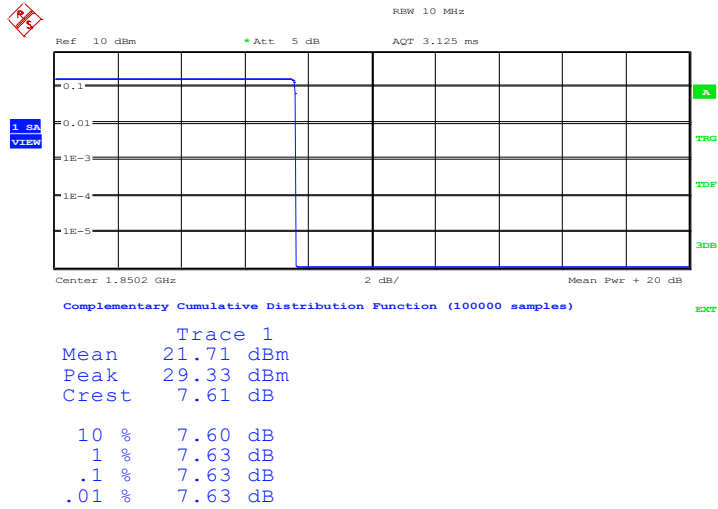 RBW 10 MHz
Ref 10 dBm * Att 5 dB AQT 3.125 ms
0.1
A
1 SA
VIEW
0.01
TRG
1E-3
TDF
1E-4
1E-5
3DB
Center 1.8502 GHz 2 dB/ Mean Pwr + 20 dB
Complementary Cumulative Distribution Function (100000 samples)
EXT
Trace 1
Mean 21.71 dBm
Peak 29.33 dBm
Crest 7.61 dB
10 % 7.60 dB
1 % 7.63 dB
.1 % 7.63 dB
.01 % 7.63 dB